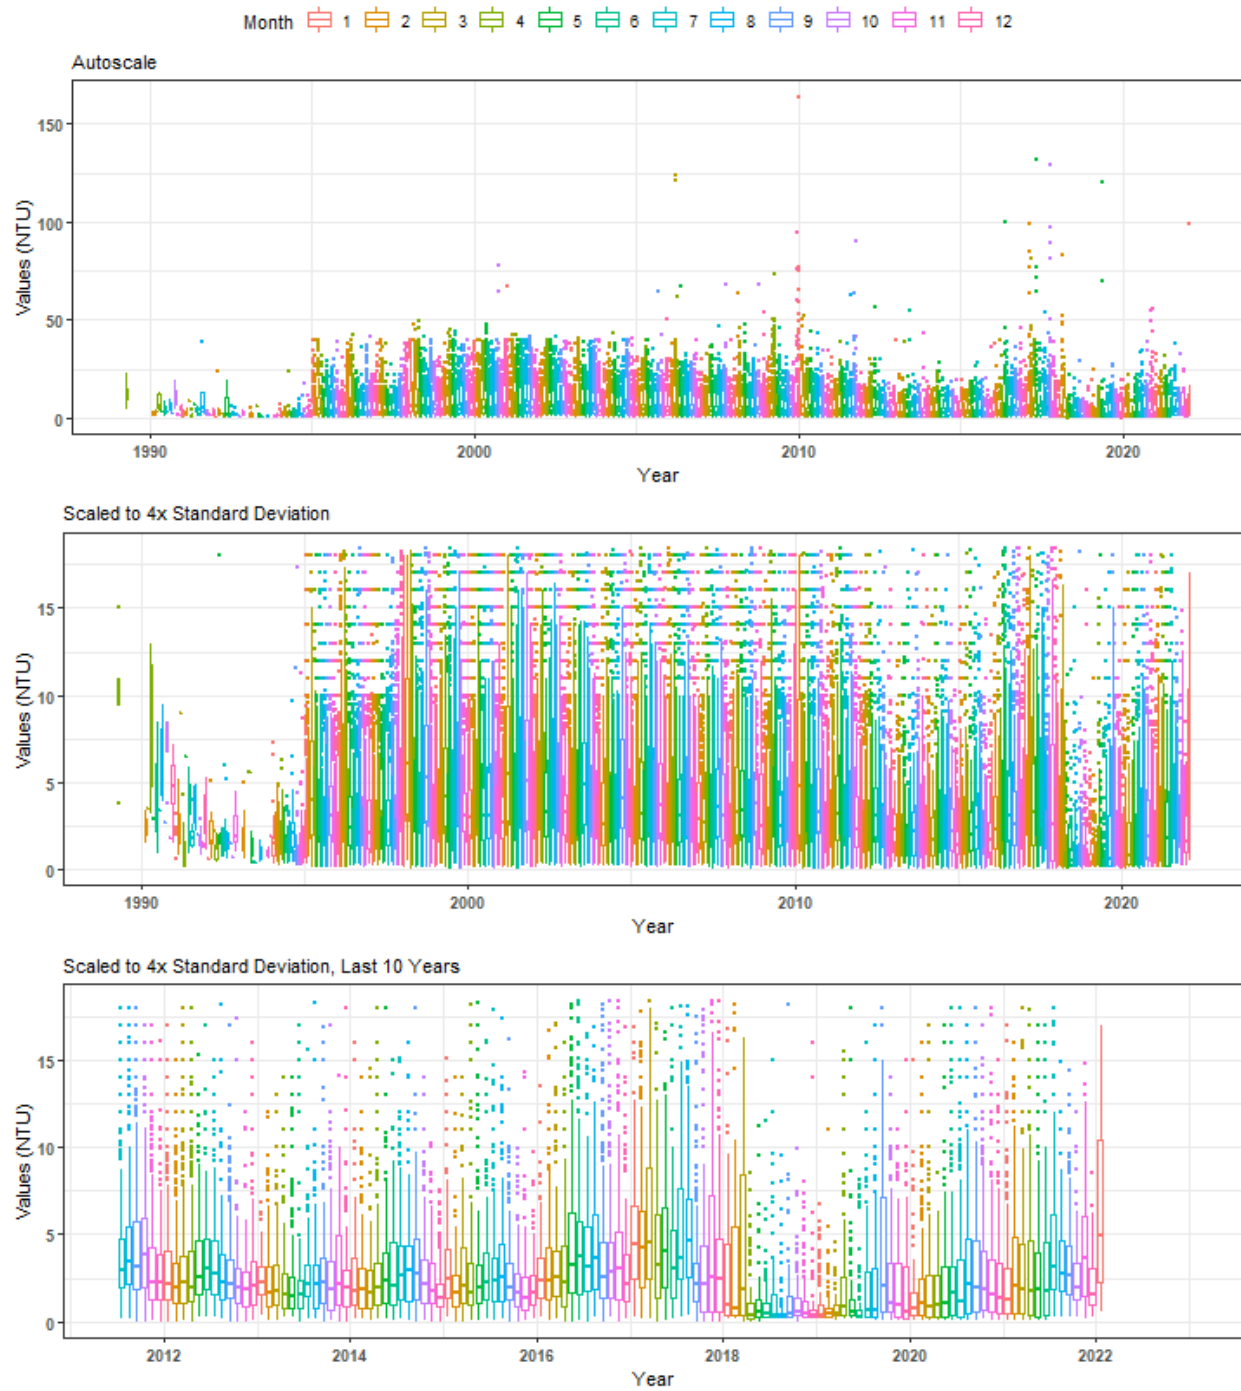 Month 1 2 3 4 5 6 7 8 9 10 11 12
Autoscale
Values (NTU)
150
100
50
0
1990 2000 2010 2020
Year
Scaled to 4x Standard Deviation
Values (NTU)
15
10
5
0
1990 2000 2010 2020
Year
Scaled to 4x Standard Deviation, Last 10 Years
Values (NTU)
15
10
5
0
2012 2014 2016 2018 2020 2022
Year